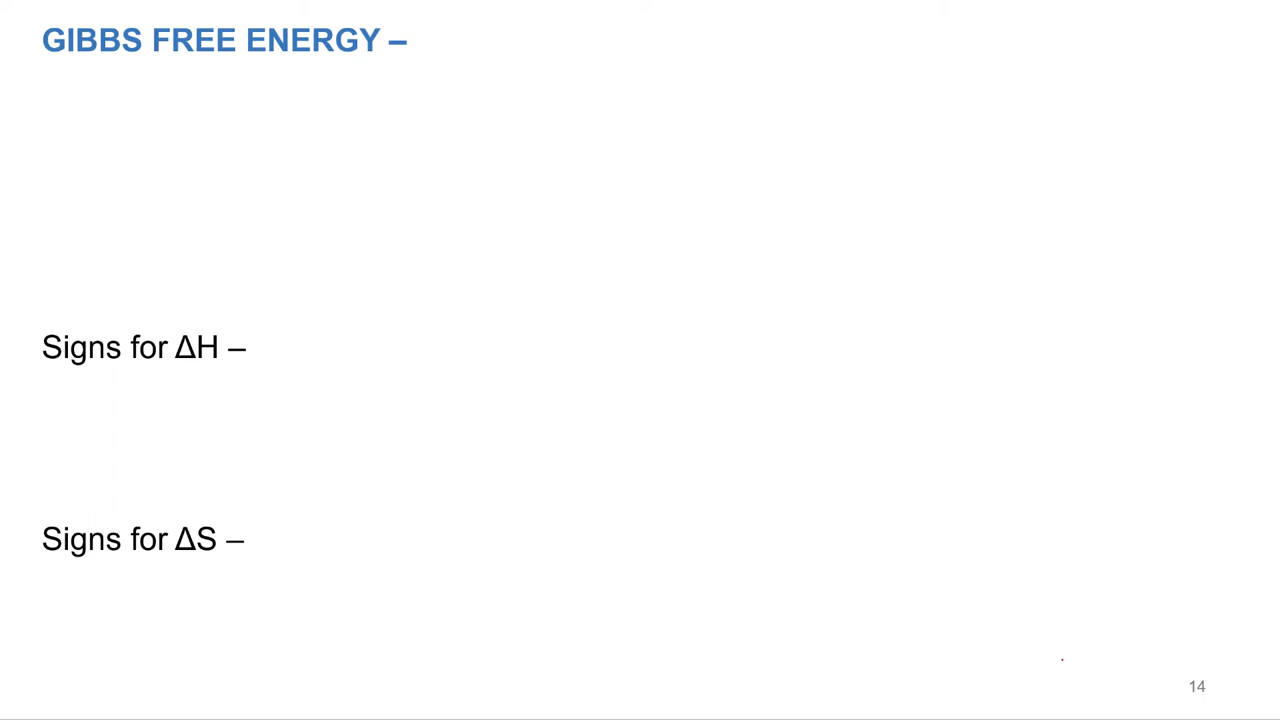 GIBBS FREE ENERGY –
Signs for ΔH –
Signs for ΔS –
14